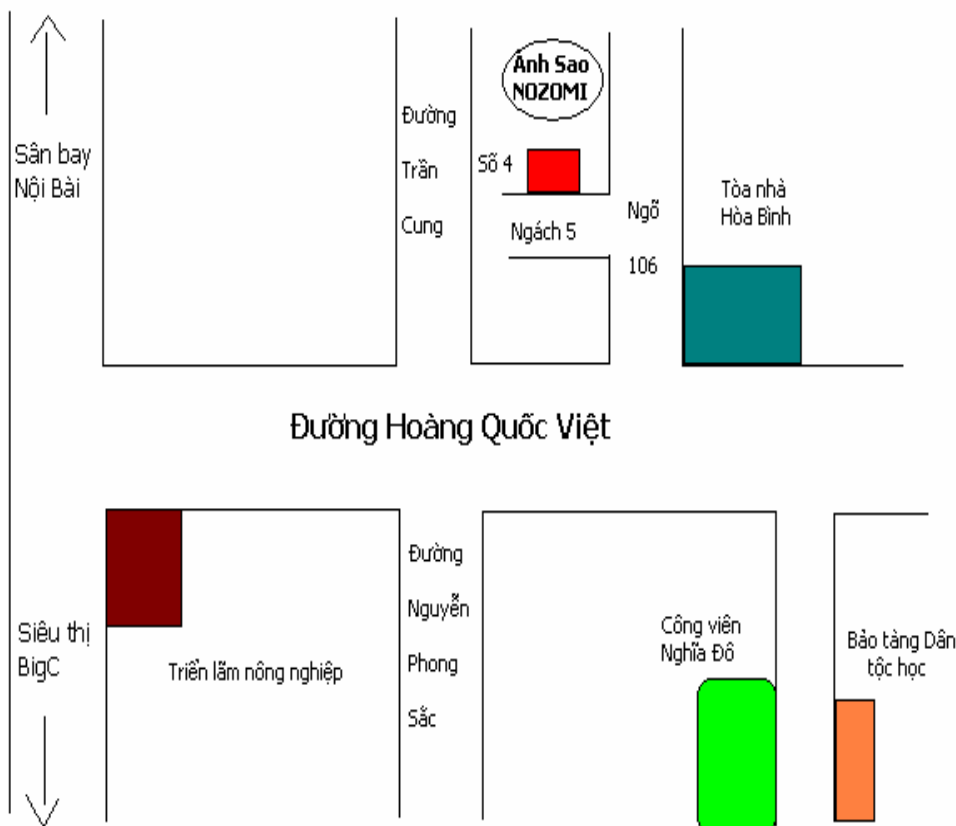 Ánh Sao
NOZOMI
Đường
Trần
Cung
Số 4
Sân bay
Nội Bài
Ngách 5
Ngõ
106
Tòa nhà
Hòa Bình
Đường Hoàng Quốc Việt
Đường
Nguyễn
Phong
Sắc
Siêu thị
BigC
Triển lãm nông nghiệp
Công viên
Nghĩa Đô
Bảo tàng Dân
tộc học